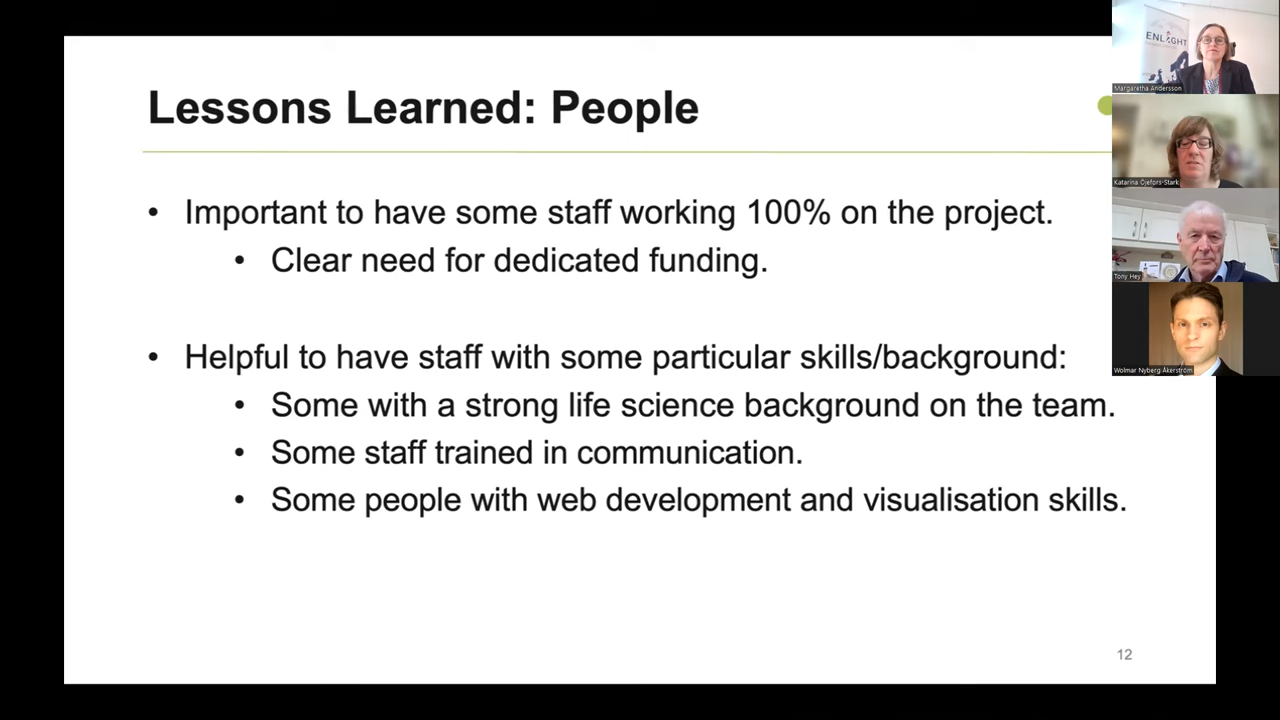 Lessons Learned: People
• Important to have some staff working 100% on the project.
• Clear need for dedicated funding.
• Helpful to have staff with some particular skills/background:
• Some with a strong life science background on the team.
• Some staff trained in communication.
• Some people with web development and visualisation skills.
12
ENLIGHT
Margaretha Andersson
Katarina Öjefors-Stark
Tony Hey
Wolmar Nyberg Åkerström